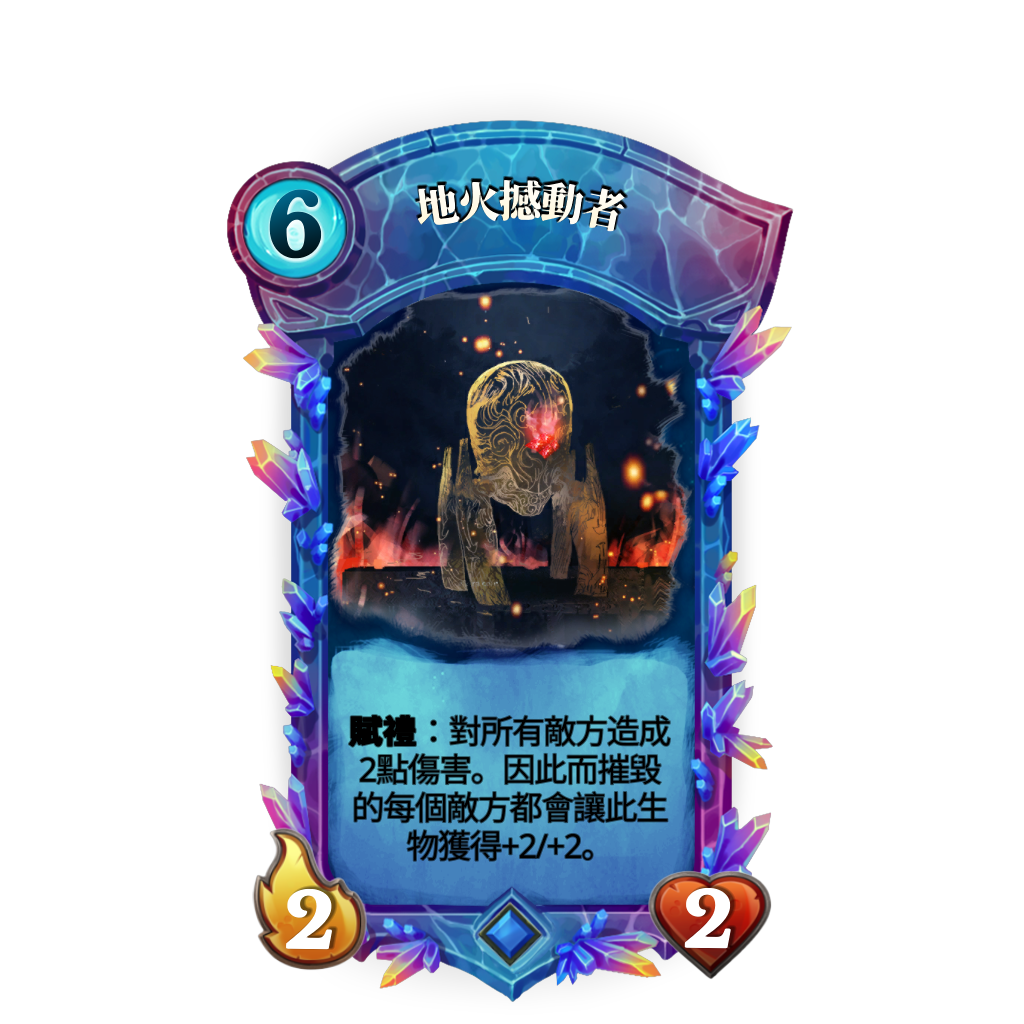 6
地火撼動者
賦禮：對所有敵方造成
2點傷害。因此而摧毀
的每個敵方都會讓此生
物獲得+2/+2。
2
2